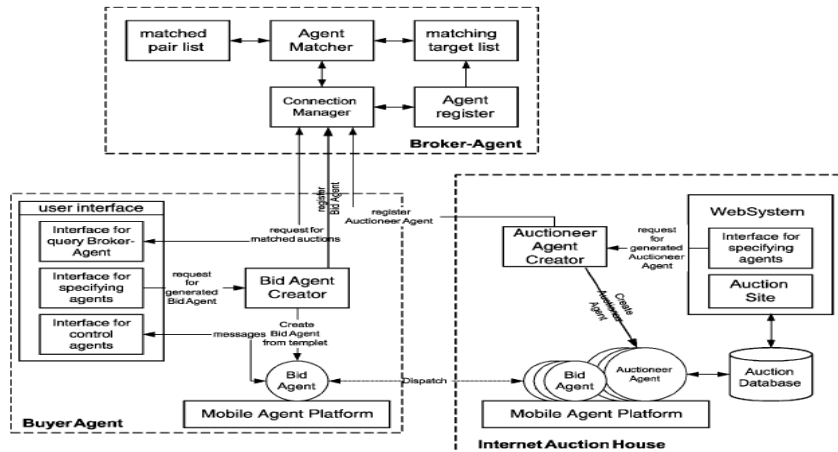 matched
pair list
Agent
Matcher
matching
target list
Connection
Manager
Agent
register
Broker-Agent
register
Bid Agent
user interface
Interface for
query Broker-
Agent
request for
matched auctions
register
Auctioneer Agent
Interface for
specifying
agents
request
for
generated
Bid Agent
Bid Agent
Creator
Interface for
control
agents
messages
Create
Bid Agent
from templet
Bid
Agent
Mobile Agent Platform
Buyer Agent
Dispatch
Auctioneer
Agent
Creator
request
for
generated
Auctioneer
Agent
WebSystem
Interface for
specifying
agents
Auction
Site
Create
Auctioneer
Agent
Bid
Agent
Auctioneer
Agent
Auction
Database
Mobile Agent Platform
Internet Auction House